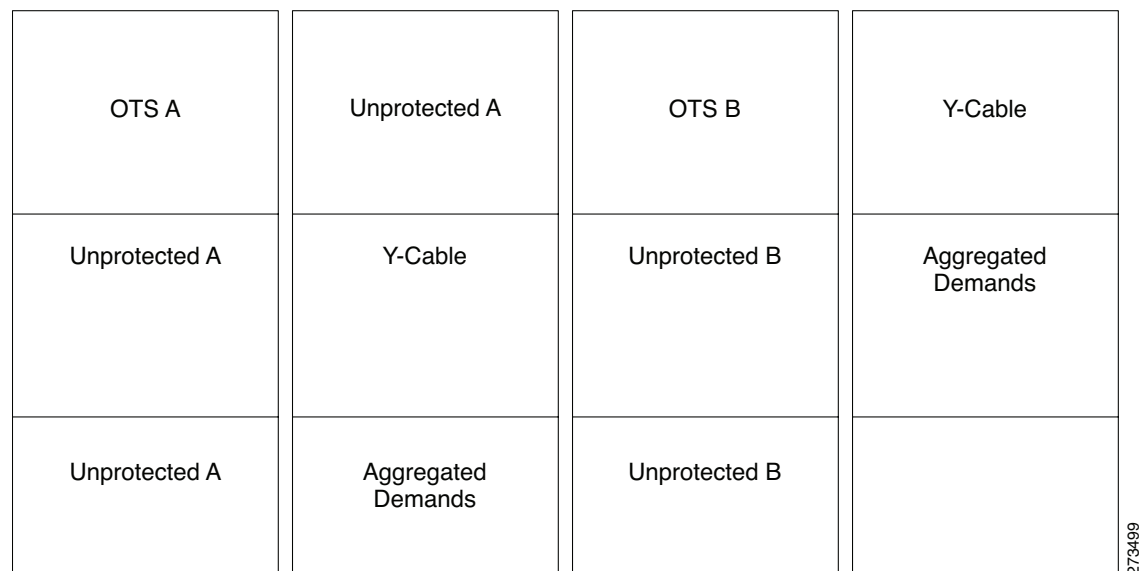 OTS A
Unprotected A
OTS B
Y-Cable
Unprotected A
Y-Cable
Unprotected B
Aggregated
Demands
Unprotected A
Aggregated
Demands
Unprotected B
273499